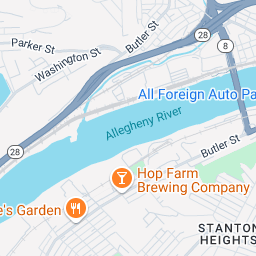 Parker St
Washington St
Butler St
28
8
All Foreign Auto Pa
Allegheny River
Butler St
28
Hop Farm
Brewing Company
e's Garden
STANTON
HEIGHTS